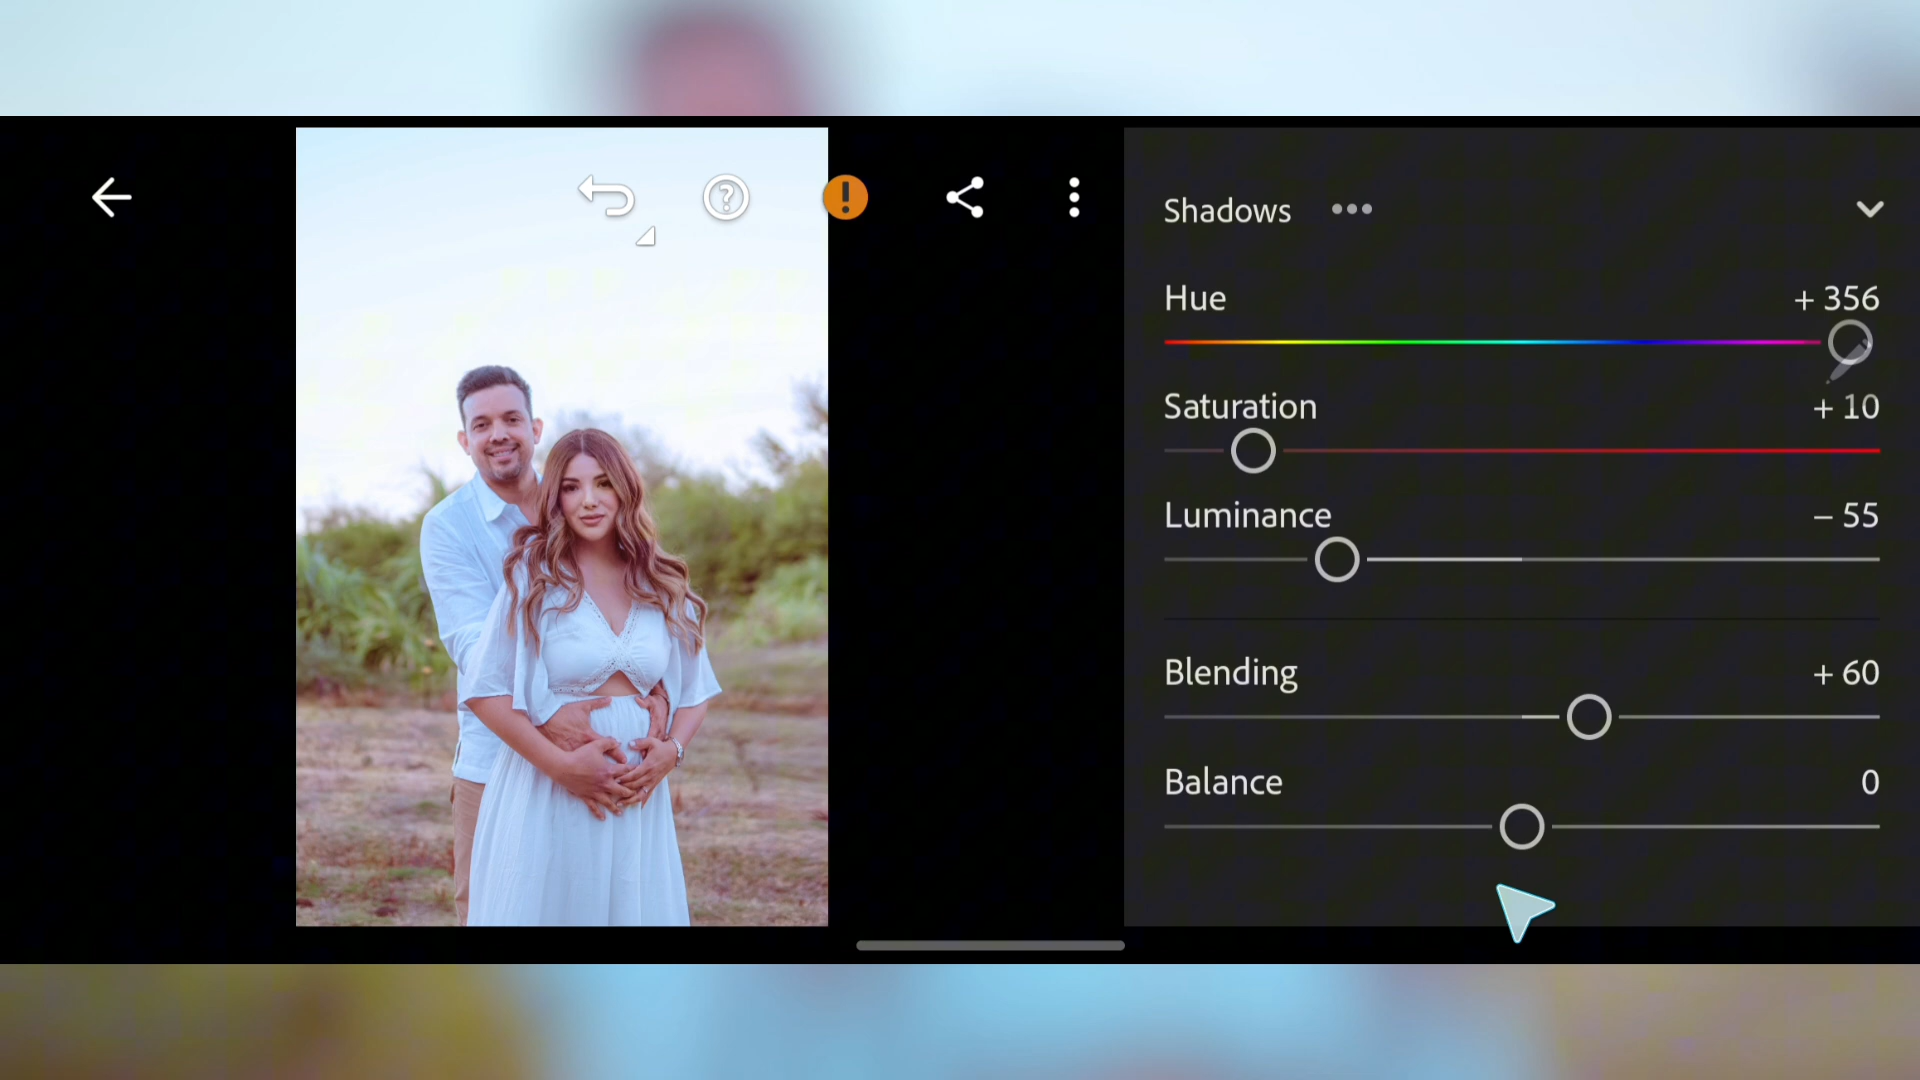 Shadows
Hue + 356
Saturation + 10
Luminance – 55
Blending + 60
Balance 0